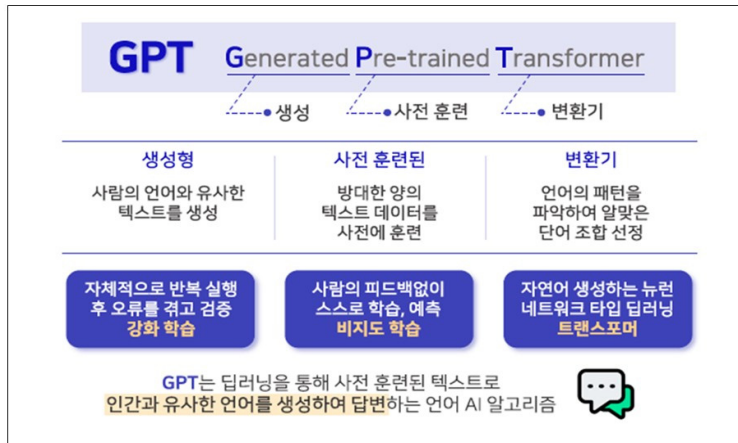 GPT Generated Pre-trained Transformer
생성 사전 훈련 변환기
생성형
사람의 언어와 유사한
텍스트를 생성
사전 훈련된
방대한 양의
텍스트 데이터를
사전에 훈련
변환기
언어의 패턴을
파악하여 알맞은
단어 조합 선정
자체적으로 반복 실행
후 오류를 겪고 검증
강화 학습
사람의 피드백없이
스스로 학습, 예측
비지도 학습
자연어 생성하는 뉴런
네트워크 타입 딥러닝
트랜스포머
GPT는 딥러닝을 통해 사전 훈련된 텍스트로
인간과 유사한 언어를 생성하여 답변하는 언어 AI 알고리즘